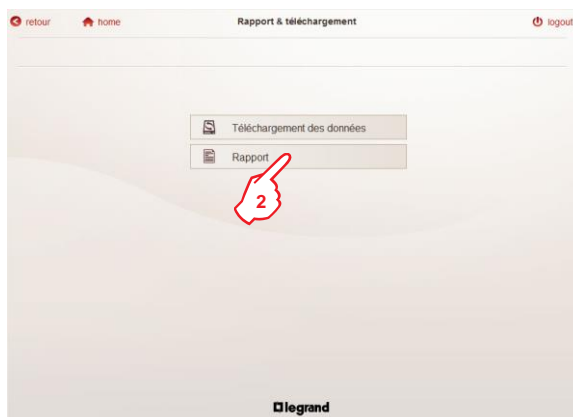 retour home Rapport & téléchargement logout
Téléchargement des données
Rapport
2
legrand